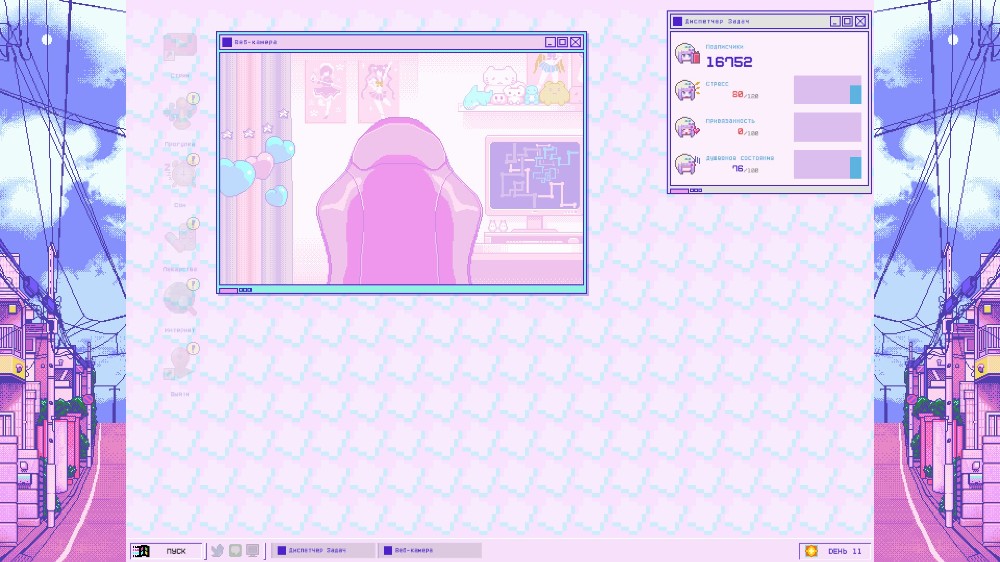 Веб-камера
Диспетчер Задач
Подписчики
16752
Стресс
80/120
Привязанность
0/100
Душевное состояние
76/100
Стрим
Прогулка
Сон
Лекарства
Интернет
Выйти
ПУСК
Диспетчер Задач
Веб-камера
DEHЬ 11